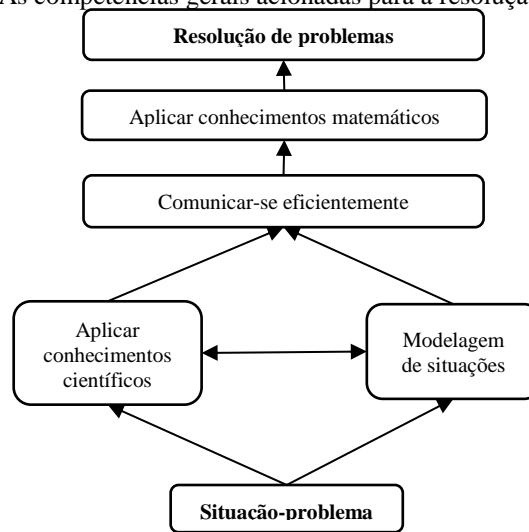 As competências gerais acionadas para a resolução
Resolução de problemas
Aplicar conhecimentos matemáticos
Comunicar-se eficientemente
Aplicar
conhecimentos
científicos
Modelagem
de situações
Situação-problema